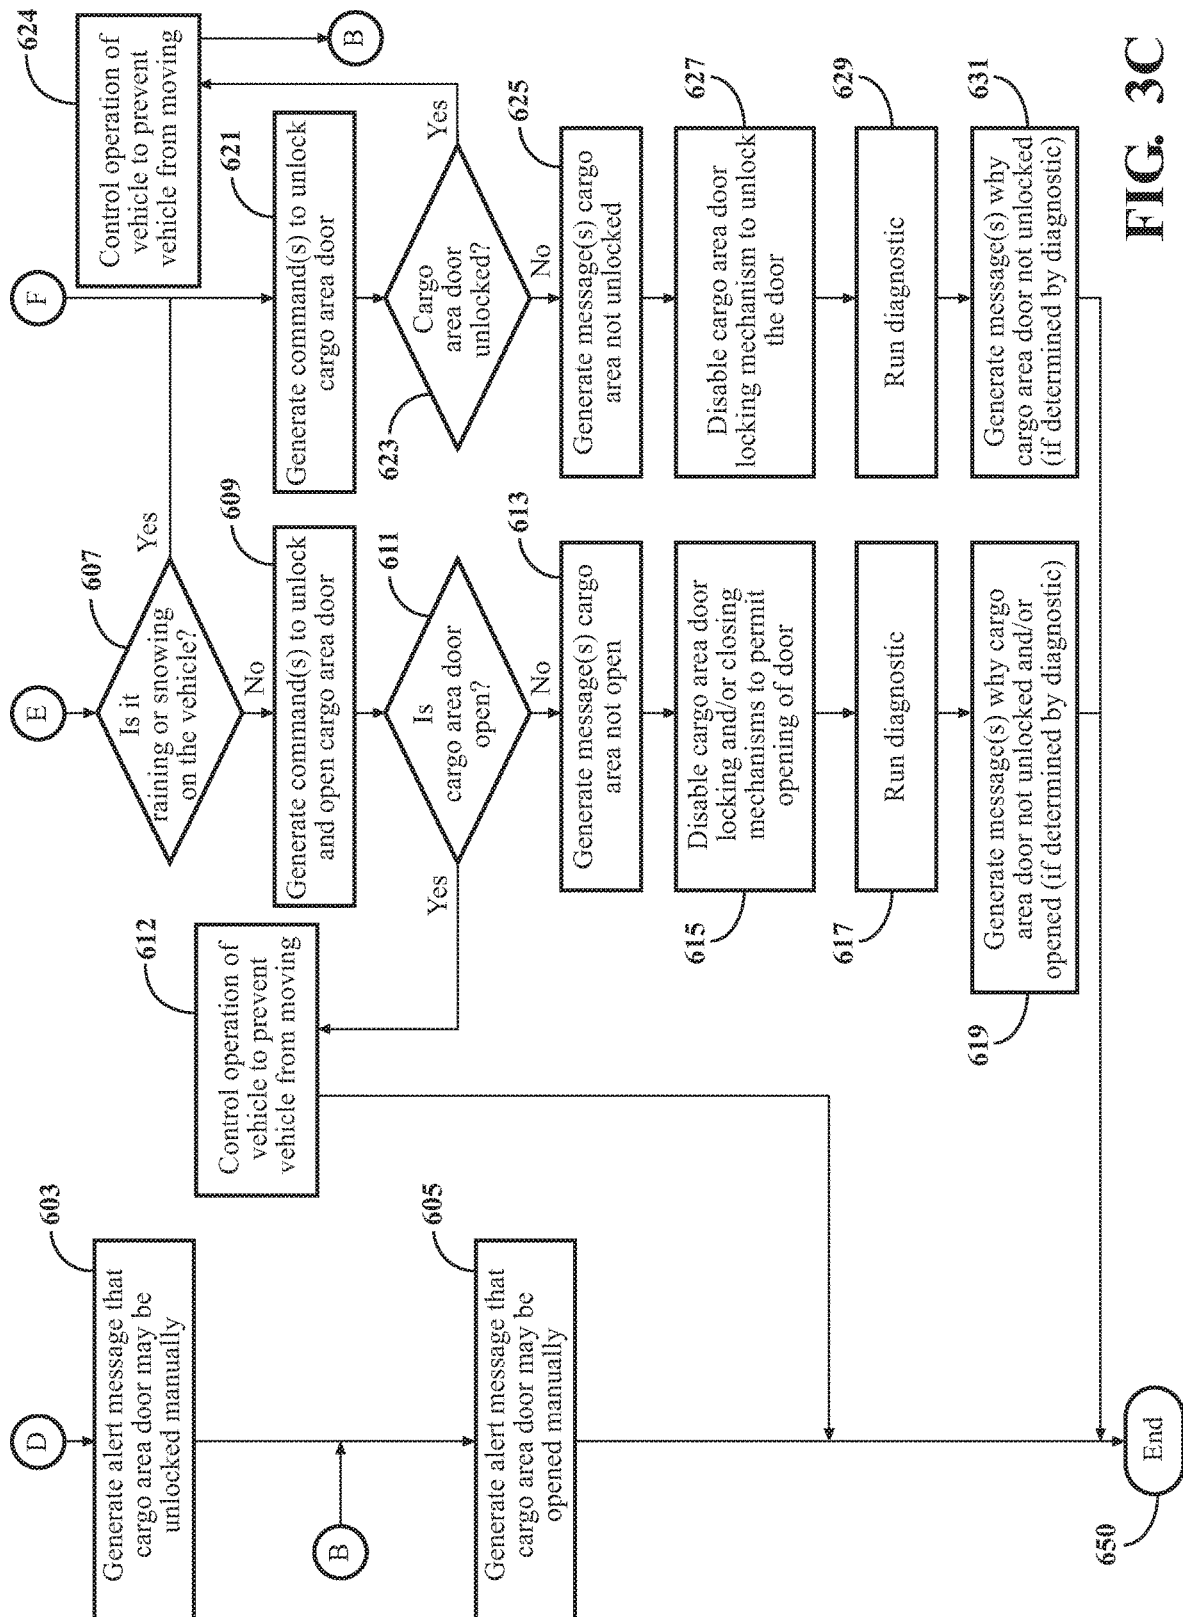 D
603
Generate alert message that
cargo area door may be
unlocked manually
B
605
Generate alert message that
cargo area door may be
opened manually
650
End
612
Control operation of
vehicle to prevent
vehicle from moving
E
607
Is it
raining or snowing
on the vehicle?
Yes
No
609
Generate command(s) to unlock
and open cargo area door
611
Is
cargo area door
open?
Yes
No
613
Generate message(s) cargo
area not open
615
Disable cargo area door
locking and/or closing
mechanisms to permit
opening of door
617
Run diagnostic
619
Generate message(s) why cargo
area door not unlocked and/or
opened (if determined by diagnostic)
F
624
Control operation of
vehicle to prevent
vehicle from moving
B
621
Generate command(s) to unlock
cargo area door
623
Cargo
area door
unlocked?
Yes
No
625
Generate message(s) cargo
area not unlocked
627
Disable cargo area door
locking mechanism to unlock
the door
629
Run diagnostic
631
Generate message(s) why
cargo area door not unlocked
(if determined by diagnostic)
FIG. 3C